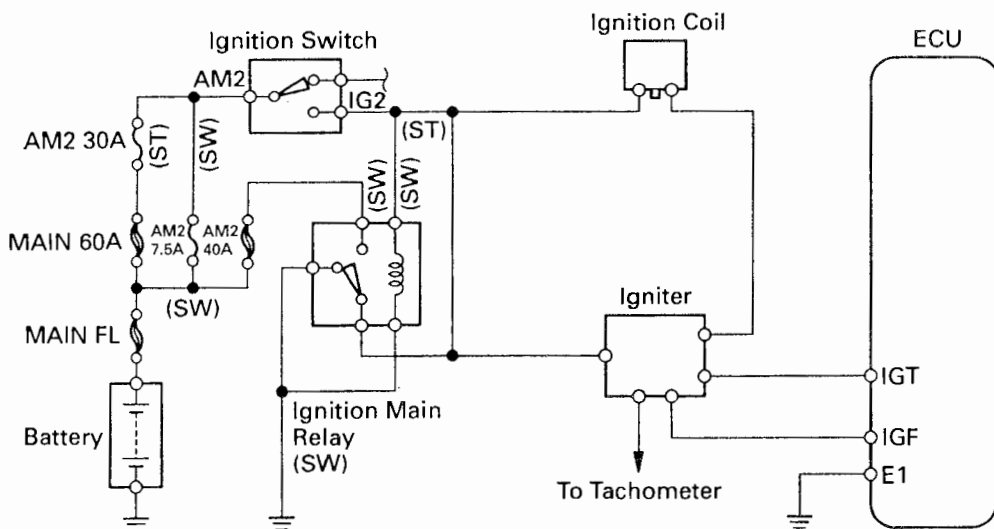 Ignition Coil
ECU
Ignition Switch
AM2
IG2
(ST)
AM2 30A
(ST)
(SW)
(SW)
(SW)
MAIN 60A
AM2
7.5A
AM2
40A
(SW)
Igniter
MAIN FL
IGT
Battery
Ignition Main
Relay
(SW)
IGF
E1
To Tachometer